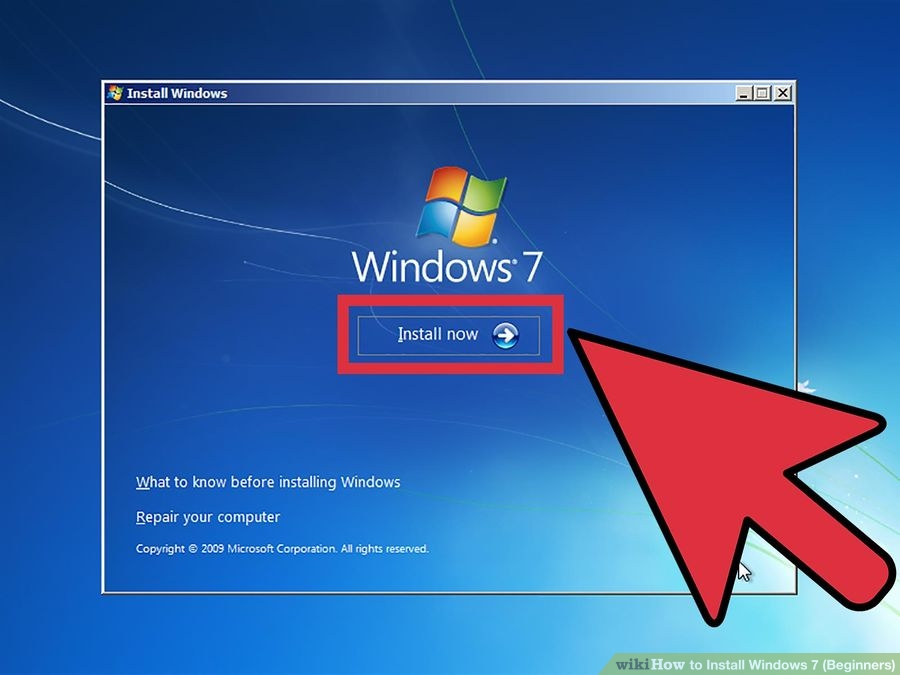 Install Windows
Windows® 7
Install now
What to know before installing Windows
Repair your computer
Copyright © 2009 Microsoft Corporation. All rights reserved.
wikiHow to Install Windows 7 (Beginners)